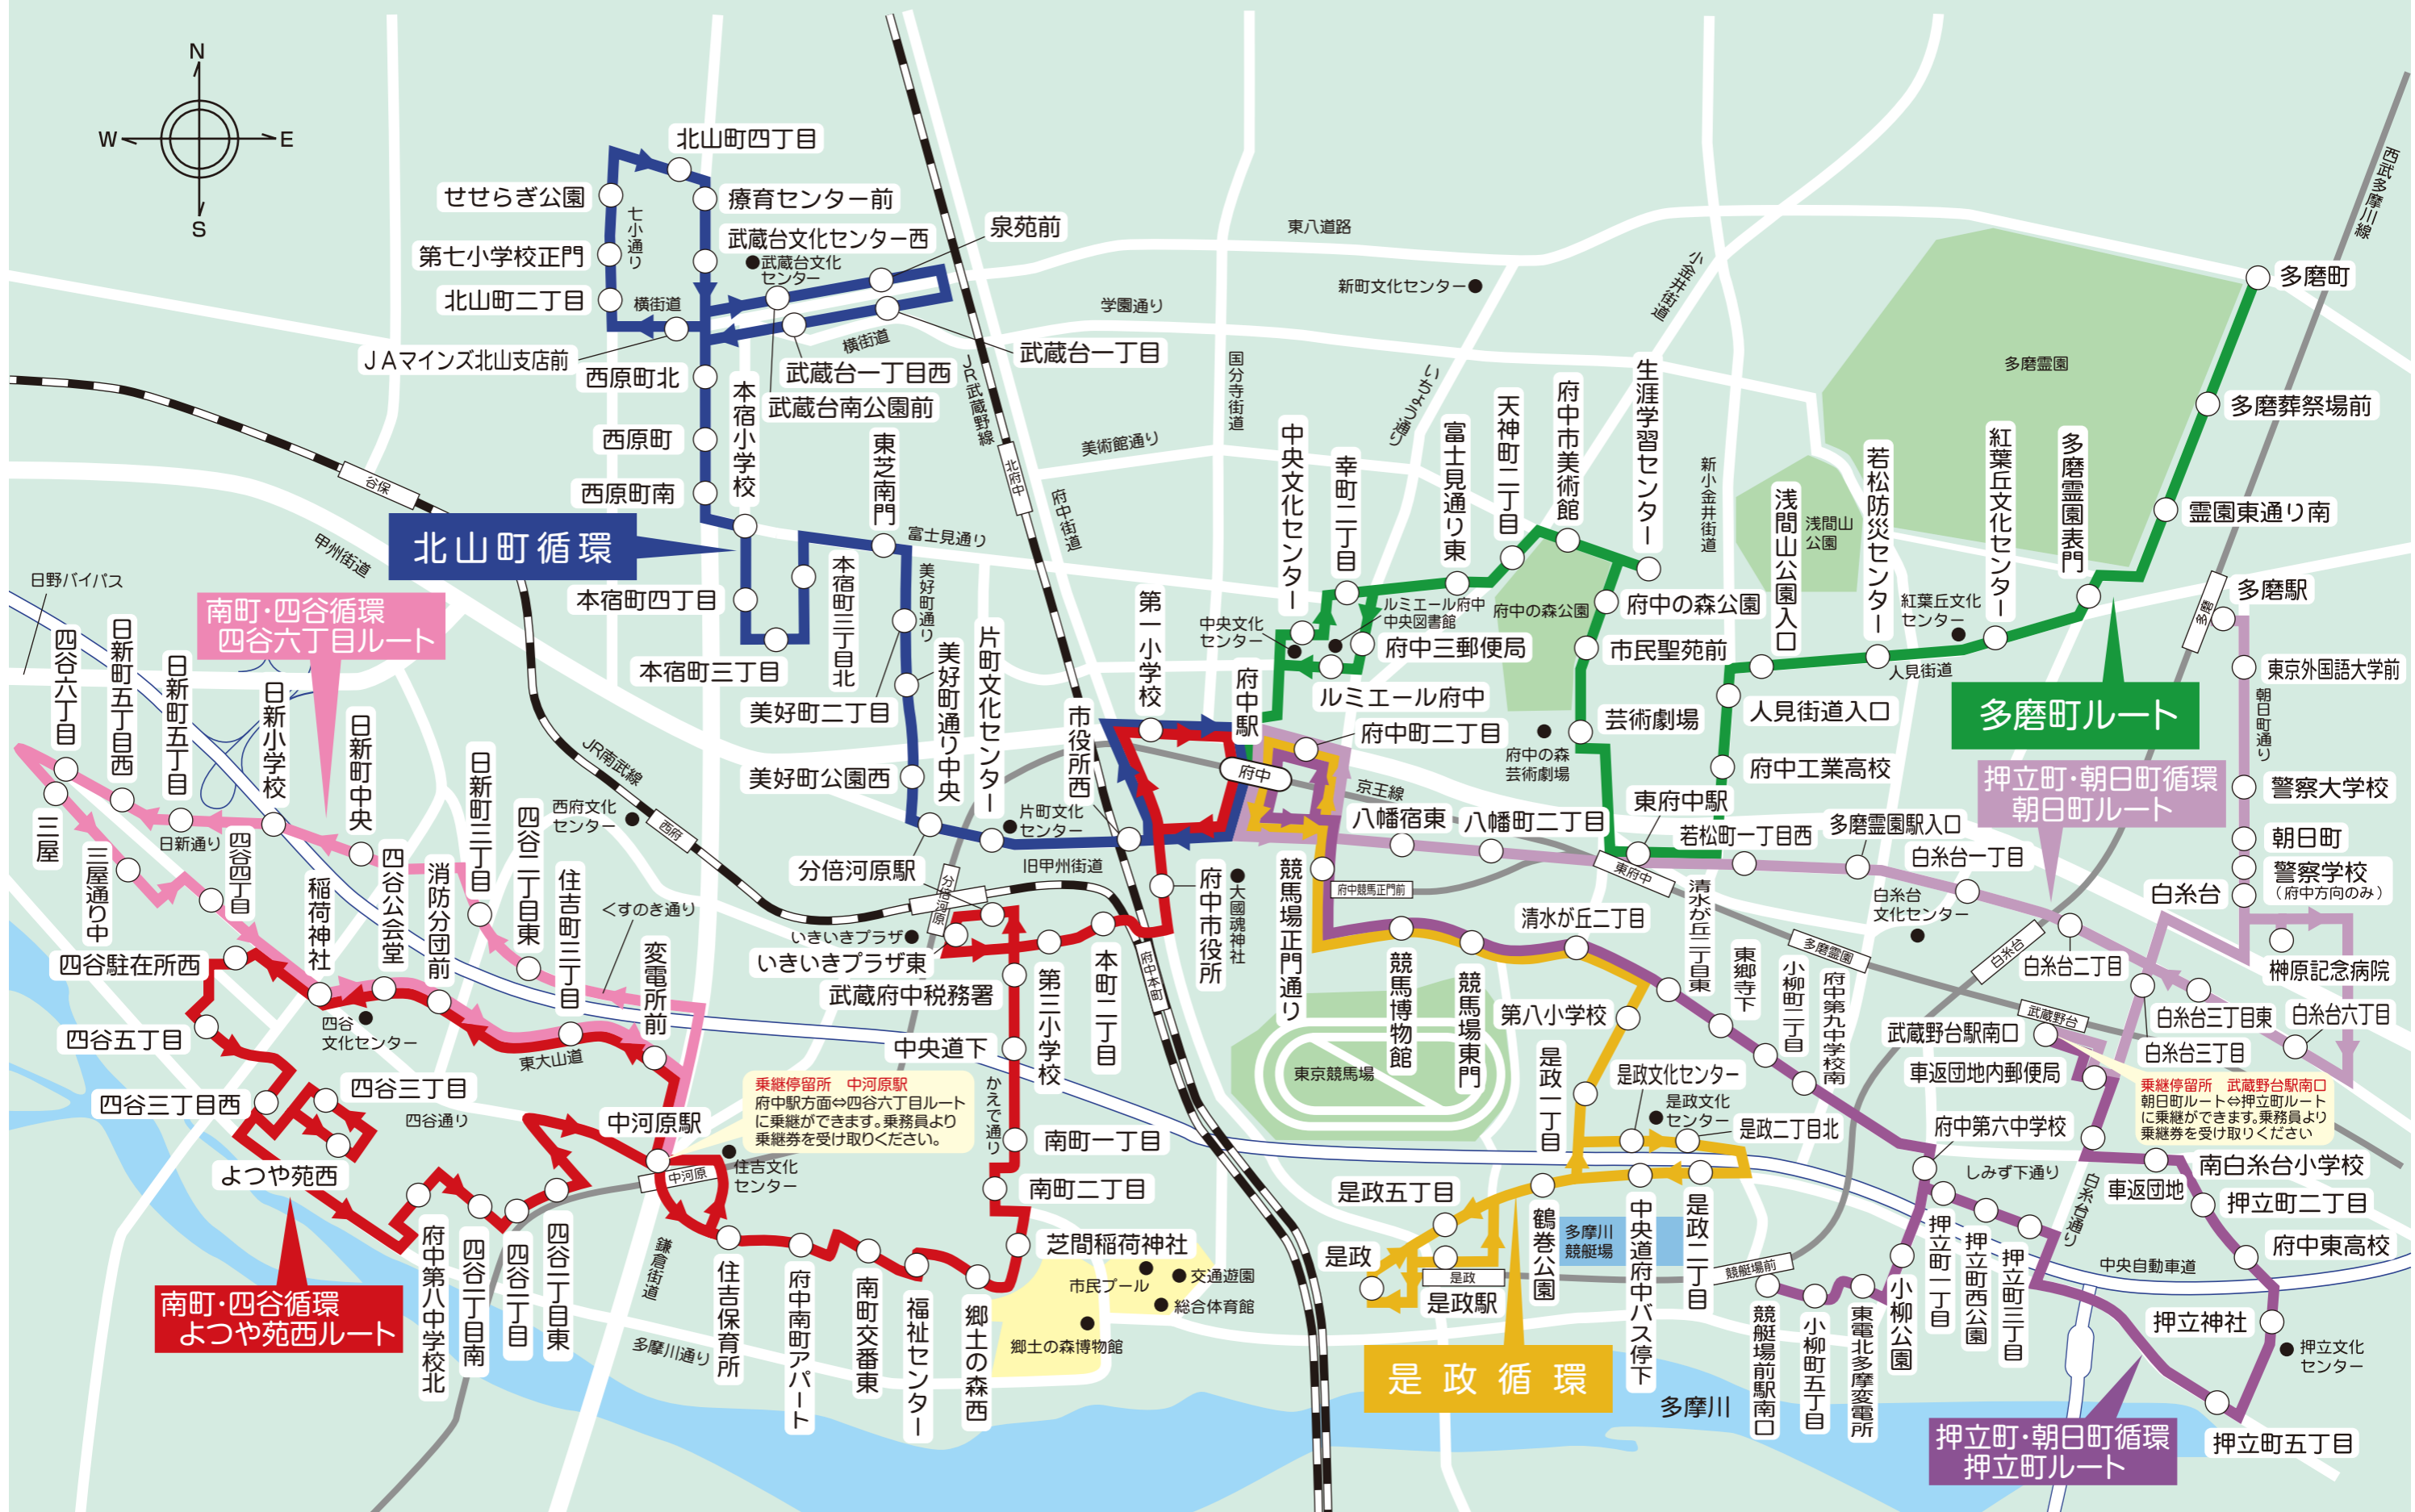 N
W
E
S
北山町四丁目
せせらぎ公園
七小通り
療育センター前
第七小学校正門
武蔵台文化センター西
武蔵台文化
センター
泉苑前
北山町二丁目
横街道
JAマインズ北山支店前
横街道
武蔵台一丁目
武蔵台一丁目西
武蔵台南公園前
西原町北
西原町
西原町南
本宿小学校
東芝南門
JR武蔵野線
北府中
府中街道
東八道路
新町文化センター
学園通り
小金井街道
国分寺街道
いちょう通り
美術館通り
西武多摩川線
多磨町
多磨霊園
多磨葬祭場前
霊園東通り南
谷保
甲州街道
日野バイパス
北山町循環
富士見通り
美好町通り
本宿町四丁目
本宿町三丁目
本宿町三丁目北
美好町二丁目
美好町通り中央
美好町公園西
片町文化センター
片町文化
センター
市役所西
分倍河原駅
旧甲州街道
第一小学校
府中駅
府中
中央文化センター
幸町二丁目
富士見通り東
天神町二丁目
府中市美術館
生涯学習センター
新小金井街道
浅間山公園入口
浅間山
公園
若松防災センター
紅葉丘文化センター
多磨霊園表門
紅葉丘文化
センター
中央文化
センター
ルミエール府中
中央図書館
府中三郵便局
ルミエール府中
府中の森公園
府中の森公園
市民聖苑前
芸術劇場
府中の森
芸術劇場
人見街道入口
人見街道
府中工業高校
東府中駅
多磨町ルート
多磨
多磨駅
東京外国語大学前
朝日町通り
警察大学校
朝日町
警察学校
(府中方向のみ)
白糸台
榊原記念病院
押立町・朝日町循環
朝日町ルート
府中町二丁目
京王線
八幡宿東
八幡町二丁目
東府中
若松町一丁目西
多磨霊園駅入口
白糸台一丁目
白糸台
文化センター
多磨霊園
白糸台
白糸台二丁目
武蔵野台
白糸台三丁目東
白糸台六丁目
白糸台三丁目
武蔵野台駅南口
車返団地内郵便局
乗継停留所 武蔵野台駅南口
朝日町ルート⇔押立町ルート
に乗継ができます。乗務員より
乗継券を受け取りください
南町・四谷循環
四谷六丁目ルート
四谷六丁目
日新町五丁目西
日新町五丁目
日新小学校
日新町中央
日新町三丁目
四谷二丁目東
住吉町三丁目
変電所前
三屋
三屋通り中
日新通り
四谷四丁目
稲荷神社
四谷公会堂
消防分団前
くすのき通り
JR南武線
西府文化
センター
西府
四谷駐在所西
四谷五丁目
四谷
文化センター
東大山道
四谷三丁目西
四谷三丁目
四谷通り
よつや苑西
中河原駅
中河原
住吉文化
センター
乗継停留所 中河原駅
府中駅方面⇔四谷六丁目ルート
に乗継ができます。乗務員より
乗継券を受け取りください。
南町・四谷循環
よつや苑西ルート
府中第八中学校北
四谷二丁目南
四谷二丁目
四谷二丁目東
鎌倉街道
多摩川通り
住吉保育所
府中南町アパート
南町交番東
福祉センター
郷土の森西
分倍河原
いきいきプラザ
いきいきプラザ東
武蔵府中税務署
第三小学校
本町二丁目
府中市役所
大國魂神社
府中本町
中央道下
かえで通り
南町一丁目
南町二丁目
芝間稲荷神社
市民プール
交通遊園
総合体育館
郷土の森博物館
競馬場正門通り
府中競馬正門前
競馬博物館
競馬場東門
東京競馬場
清水が丘二丁目
清水が丘二丁目東
東郷寺下
小柳町二丁目
府中第九中学校南
第八小学校
是政一丁目
是政文化センター
是政文化
センター
是政二丁目北
是政五丁目
是政
是政
是政駅
鶴巻公園
多摩川
競艇場
中央道府中バス停下
是政二丁目
是政循環
多摩川
競艇場前
競艇場前駅南口
小柳町五丁目
東電北多摩変電所
小柳公園
府中第六中学校
しみず下通り
押立町一丁目
押立町西公園
押立町三丁目
白糸台通り
南白糸台小学校
車返団地
押立町二丁目
府中東高校
中央自動車道
押立神社
押立文化
センター
押立町五丁目
押立町・朝日町循環
押立町ルート